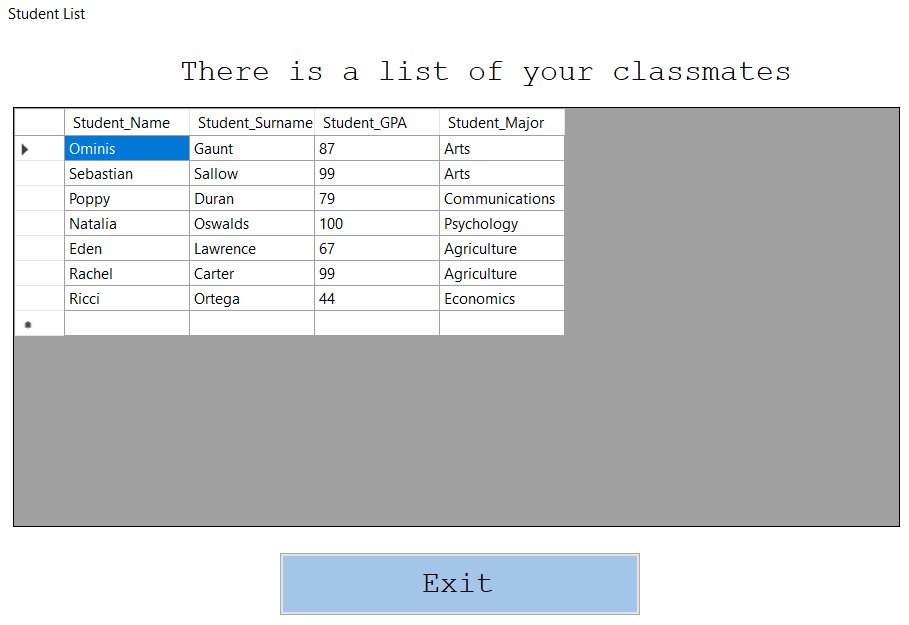 Student List
There is a list of your classmates
Student_Name Student_Surname Student_GPA Student_Major
Ominis Gaunt 87 Arts
Sebastian Sallow 99 Arts
Poppy Duran 79 Communications
Natalia Oswalds 100 Psychology
Eden Lawrence 67 Agriculture
Rachel Carter 99 Agriculture
Ricci Ortega 44 Economics
Exit